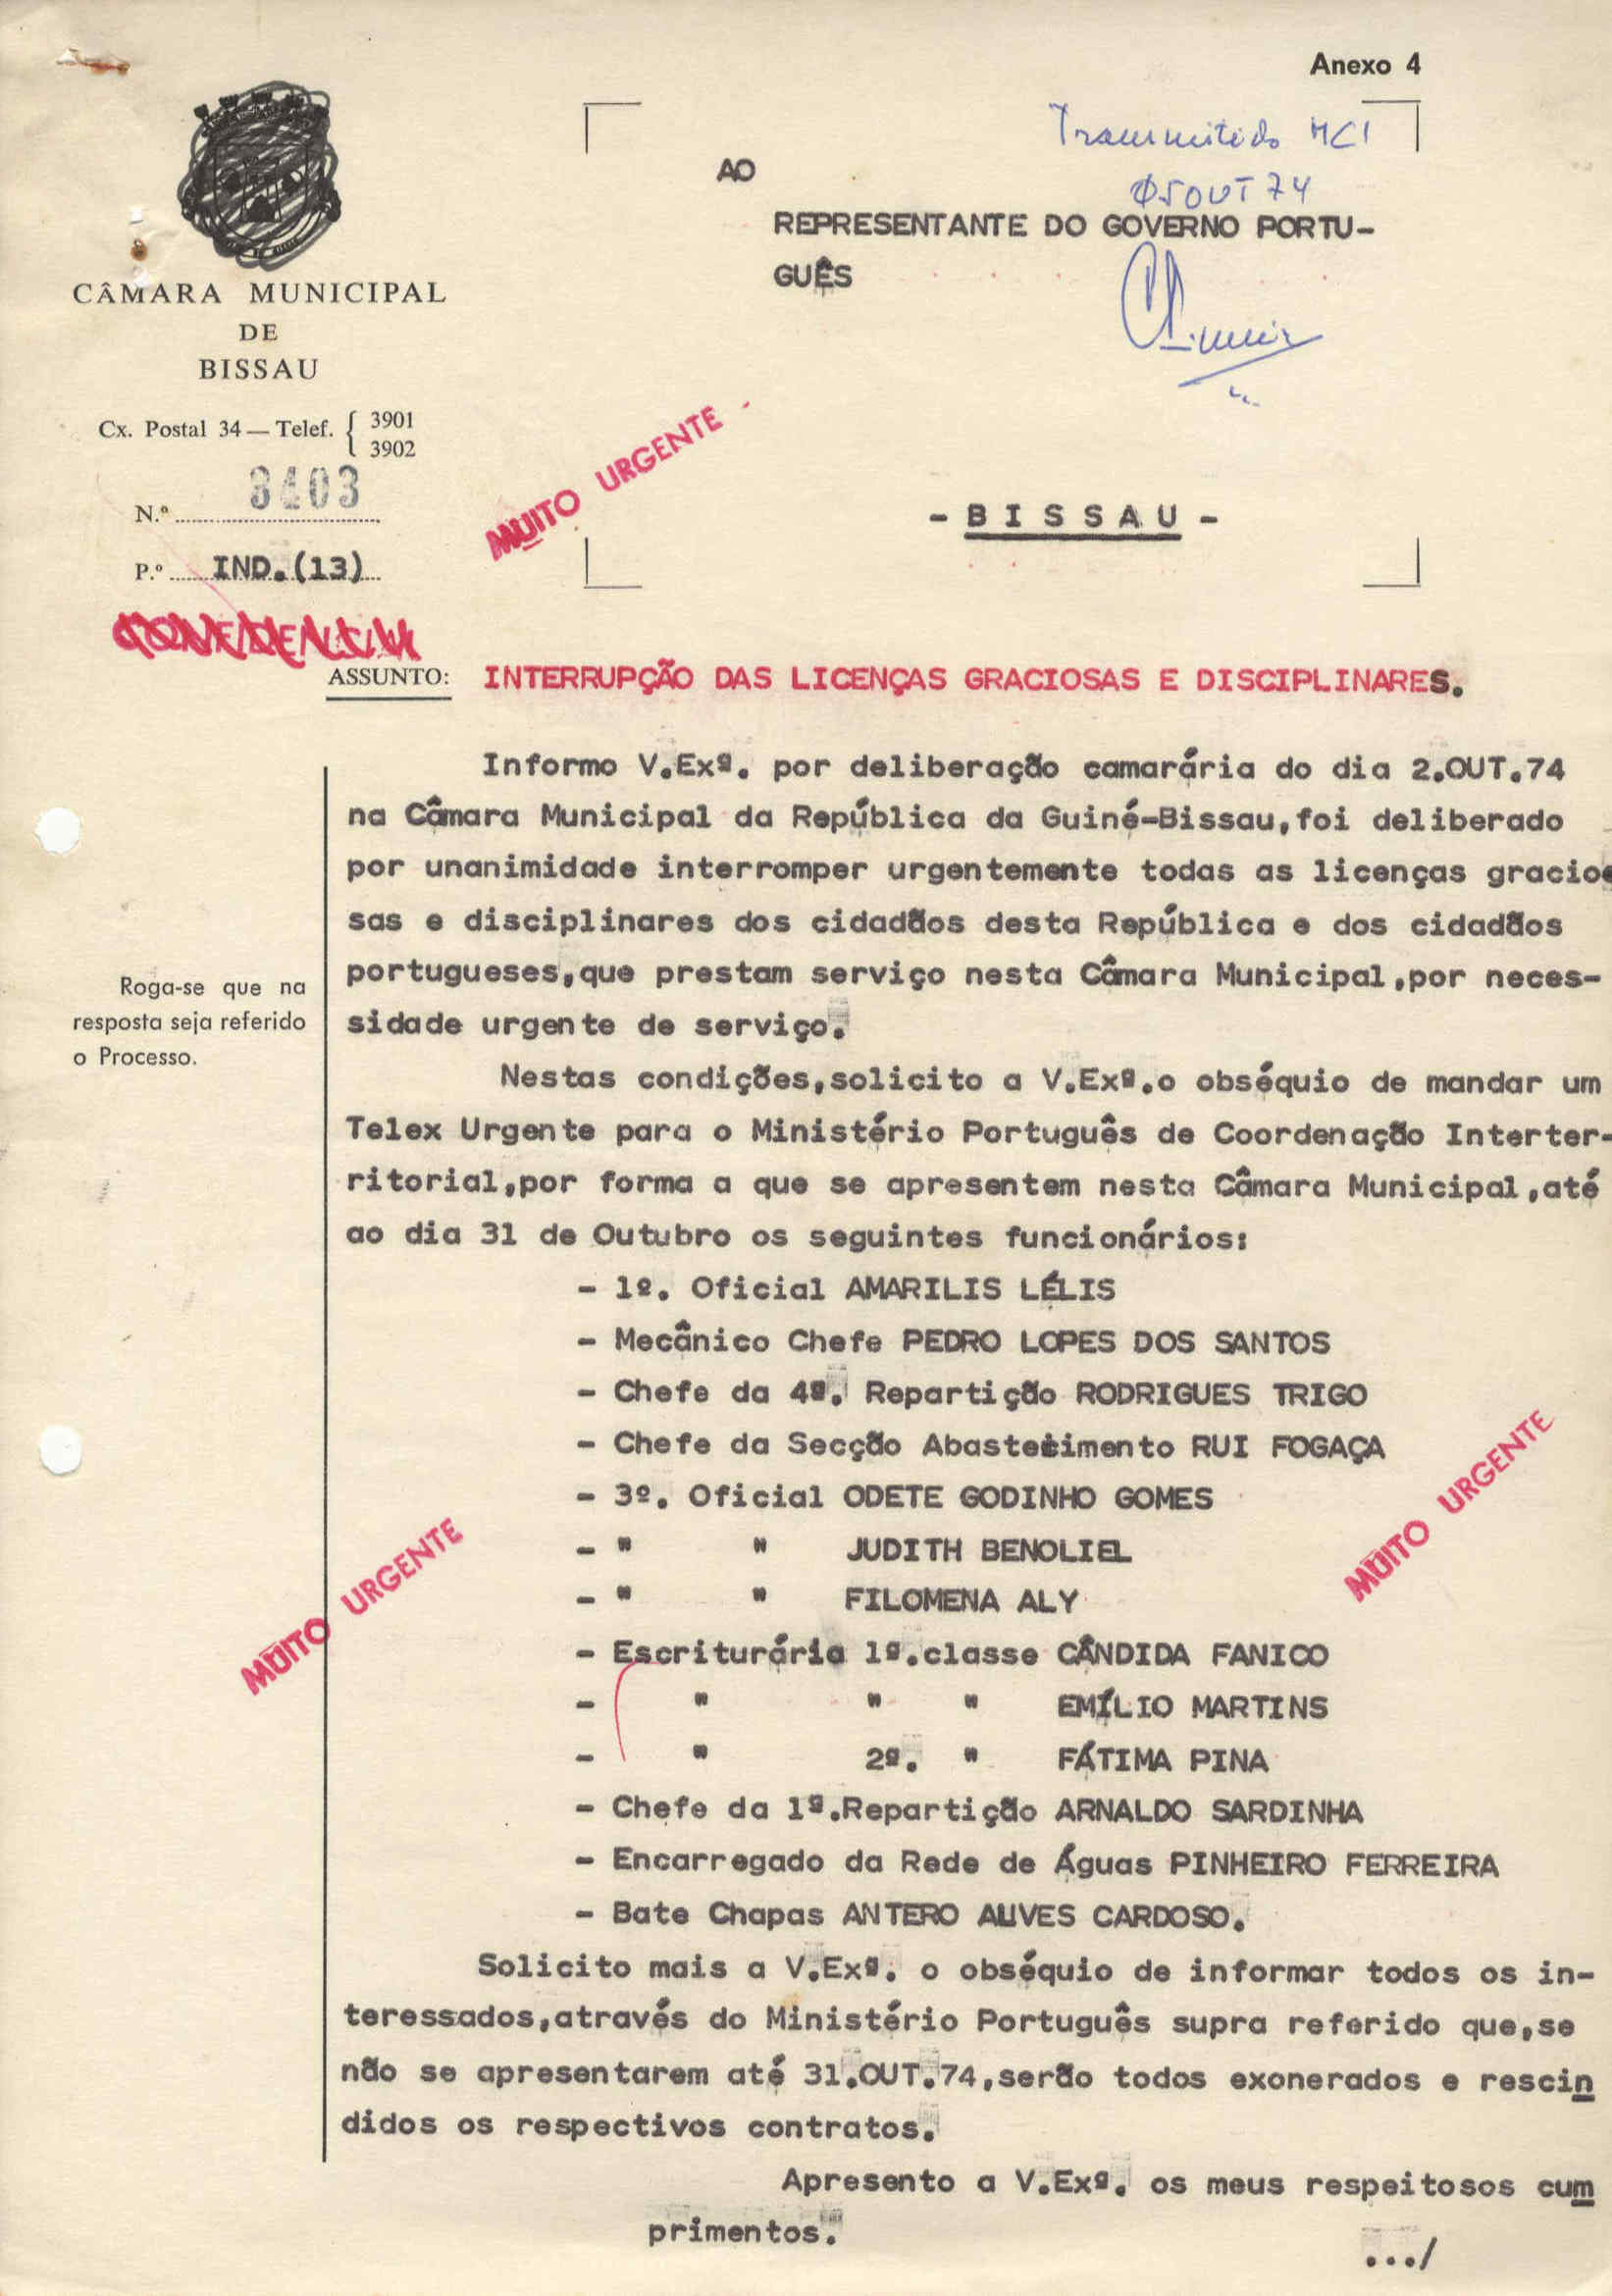 Anexo 4
Transmitido MCI
05OUT74
AO
REPRESENTANTE DO GOVERNO PORTU-
GUÊS
CÂMARA MUNICIPAL
DE
BISSAU
Cx. Postal 34 — Telef. { 3901
3902
N.º 3403
P.º IND.(13)
MUITO URGENTE
- B I S S A U -
ASSUNTO: INTERRUPÇÃO DAS LICENÇAS GRACIOSAS E DISCIPLINARES.
Informo V.Exª. por deliberação camarária do dia 2.OUT.74
na Câmara Municipal da República da Guiné-Bissau,foi deliberado
por unanimidade interromper urgentemente todas as licenças gracio
sas e disciplinares dos cidadãos desta República e dos cidadãos
portugueses,que prestam serviço nesta Câmara Municipal,por neces-
sidade urgente de serviço.
Roga-se que na
resposta seja referido
o Processo.
Nestas condições,solicito a V.Exª.o obséquio de mandar um
Telex Urgente para o Ministério Português de Coordenação Interter-
ritorial,por forma a que se apresentem nesta Câmara Municipal,até
ao dia 31 de Outubro os seguintes funcionários:
- 1º. Oficial AMARILIS LÉLIS
- Mecânico Chefe PEDRO LOPES DOS SANTOS
- Chefe da 4ª. Repartição RODRIGUES TRIGO
- Chefe da Secção Abastecimento RUI FOGAÇA
- 3º. Oficial ODETE GODINHO GOMES
- " " JUDITH BENOLIEL
- " " FILOMENA ALY
- Escriturária 1ª.classe CÂNDIDA FANICO
- " " " EMÍLIO MARTINS
- " 2ª. " FÁTIMA PINA
- Chefe da 1ª.Repartição ARNALDO SARDINHA
- Encarregado da Rede de Águas PINHEIRO FERREIRA
- Bate Chapas ANTERO ALVES CARDOSO.
MUITO URGENTE
MUITO URGENTE
Solicito mais a V.Exª. o obséquio de informar todos os in-
teressados,através do Ministério Português supra referido que,se
não se apresentarem até 31.OUT.74,serão todos exonerados e rescin
didos os respectivos contratos.
Apresento a V.Exª. os meus respeitosos cum
primentos.
.../